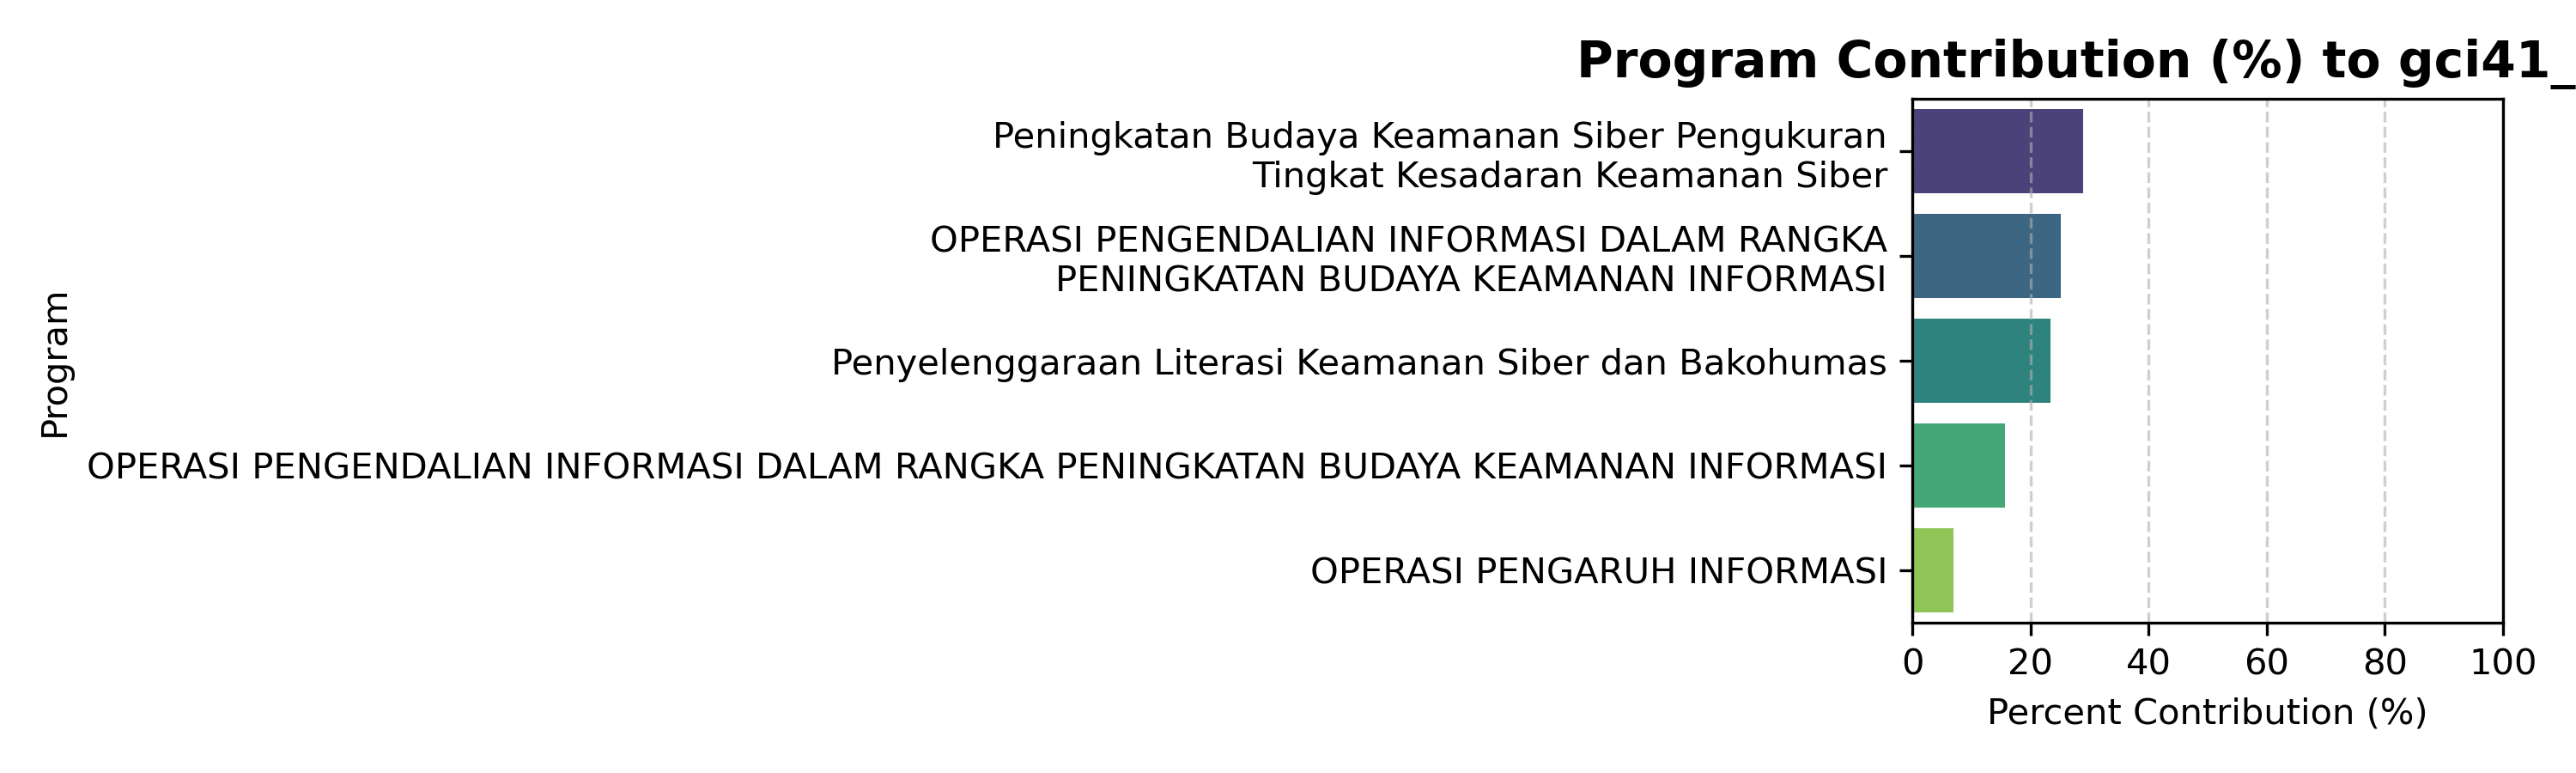 Program Contribution (%) to gci41_
Peningkatan Budaya Keamanan Siber Pengukuran
Tingkat Kesadaran Keamanan Siber
OPERASI PENGENDALIAN INFORMASI DALAM RANGKA
PENINGKATAN BUDAYA KEAMANAN INFORMASI
Penyelenggaraan Literasi Keamanan Siber dan Bakohumas
OPERASI PENGENDALIAN INFORMASI DALAM RANGKA PENINGKATAN BUDAYA KEAMANAN INFORMASI
OPERASI PENGARUH INFORMASI
Program
0 20 40 60 80 100
Percent Contribution (%)